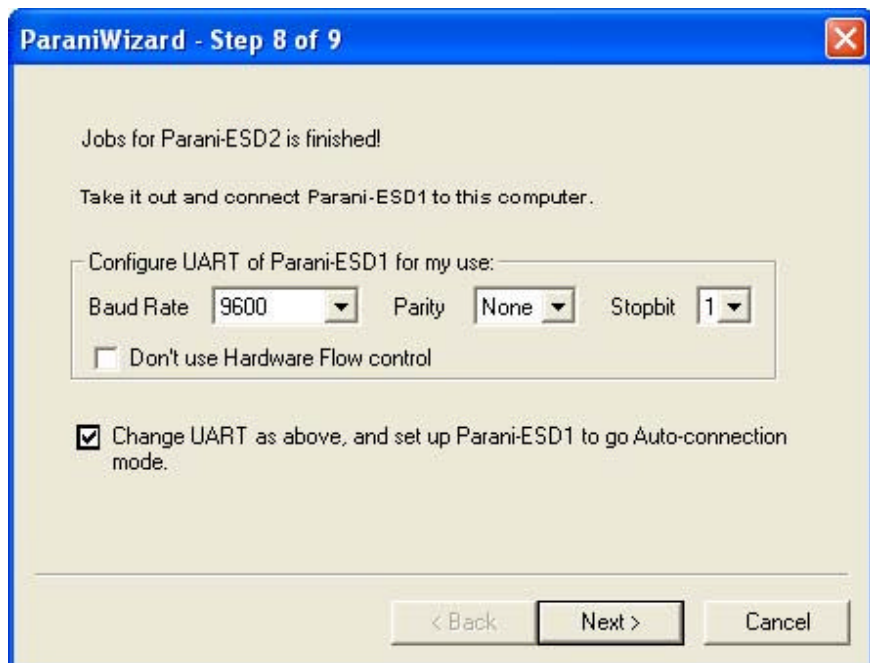 ParaniWizard - Step 8 of 9
Jobs for Parani-ESD2 is finished!
Take it out and connect Parani-ESD1 to this computer.
Configure UART of Parani-ESD1 for my use:
Baud Rate 9600 Parity None Stopbit 1
Don't use Hardware Flow control
Change UART as above, and set up Parani-ESD1 to go Auto-connection
mode.
< Back Next > Cancel